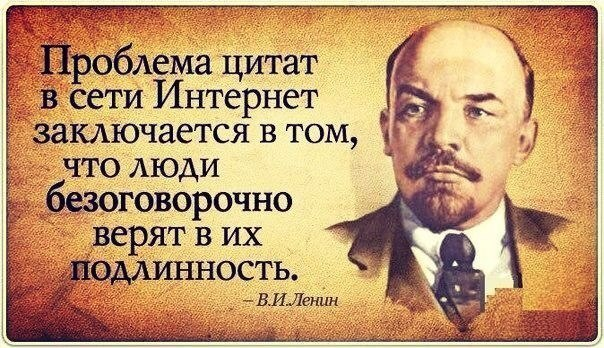 Проблема цитат
в сети Интернет
заключается в том,
что люди
безоговорочно
верят в их
подлинность.
– В.И.Ленин